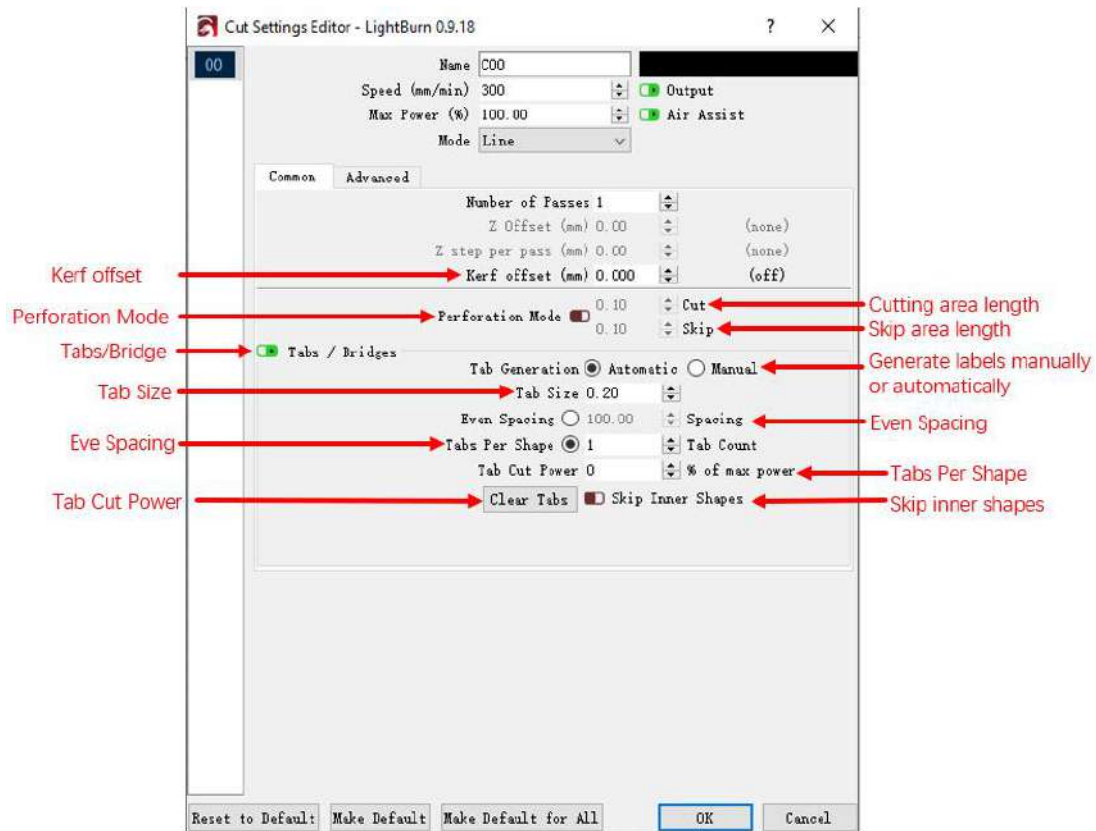 Cut Settings Editor - LightBurn 0.9.18 ? ×
00
Name C00
Speed (mm/min) 300 Output
Max Power (%) 100.00 Air Assist
Mode Line
Common Advanced
Number of Passes 1
Z Offset (mm) 0.00 (none)
Z step per pass (mm) 0.00 (none)
Kerf offset Kerf offset (mm) 0.000 (off)
Perforation Mode Perforation Mode 0.10 Cut Cutting area length
0.10 Skip Skip area length
Tabs/Bridge Tabs / Bridges
Tab Generation Automatic Manual Generate labels manually
or automatically
Tab Size Tab Size 0.20
Even Spacing 100.00 Spacing Even Spacing
Eve Spacing Tabs Per Shape 1 Tab Count
Tab Cut Power 0 % of max power Tabs Per Shape
Tab Cut Power Clear Tabs Skip Inner Shapes Skip inner shapes
Reset to Default Make Default Make Default for All OK Cancel